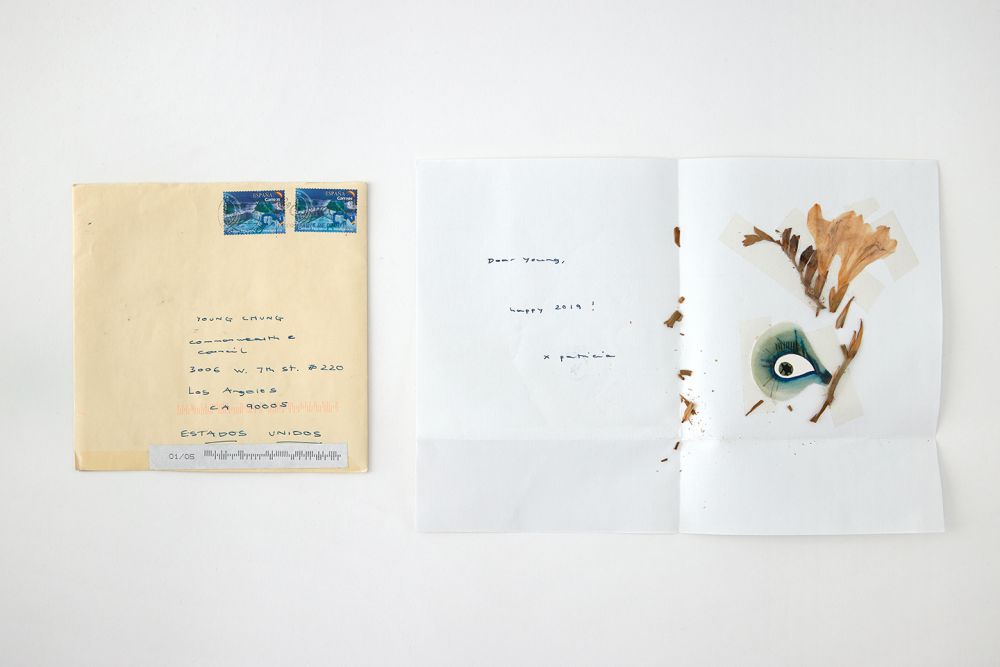 ESPAÑA
Correos
ESPAÑA
Correos
YOUNG CHUNG
commonwealth &
council
3006 W. 7th st. #220
Los Angeles
CA 90005
ESTADOS UNIDOS
01/05
Dear Young,
happy 2019 !
x patricia